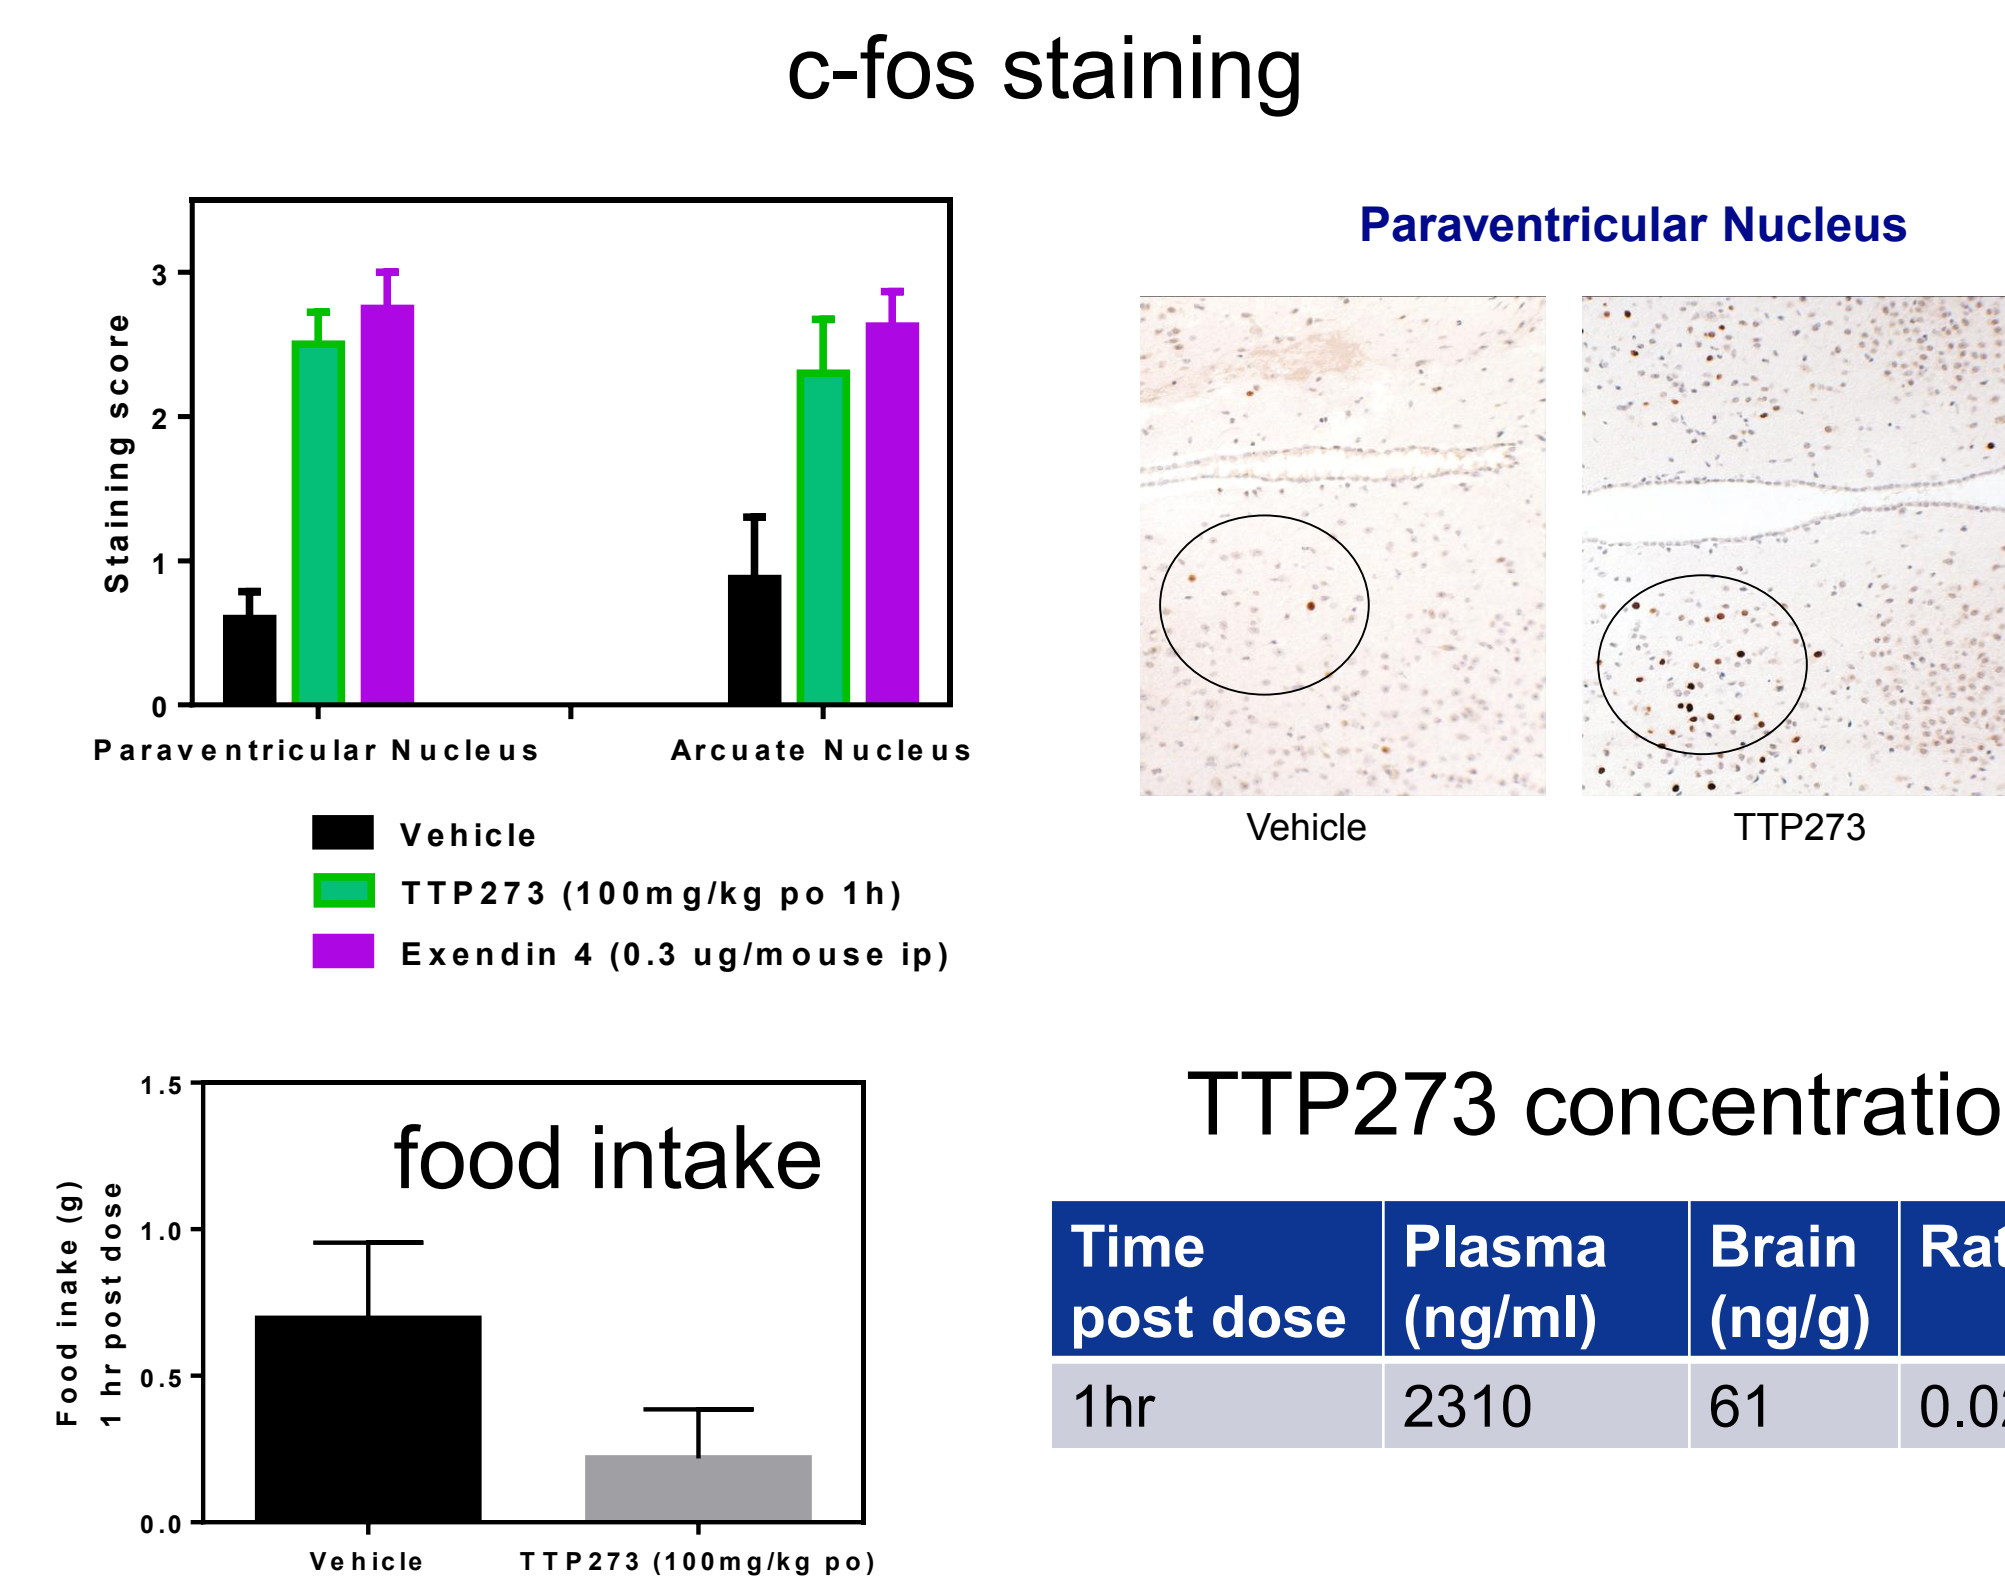 c-fos staining
3
2
1
0
Staining score
Paraventricular Nucleus
Arcuate Nucleus
Vehicle
TTP273 (100mg/kg po 1h)
Exendin 4 (0.3 ug/mouse ip)
Paraventricular Nucleus
Vehicle
TTP273
1.5
1.0
0.5
0.0
Food inake (g)
1 hr post dose
food intake
Vehicle
TTP273 (100mg/kg po)
TTP273 concentratio
Time post dose
Plasma (ng/ml)
Brain (ng/g)
1hr
2310
61